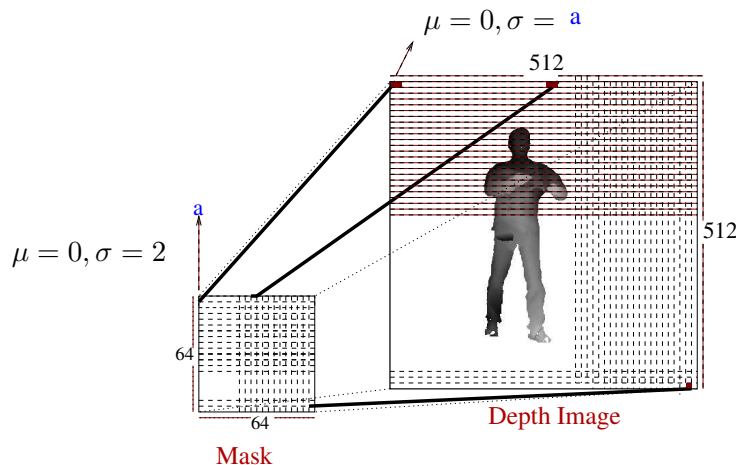 μ = 0, σ = a
512
a
512
μ = 0, σ = 2
64
64
Depth Image
Mask